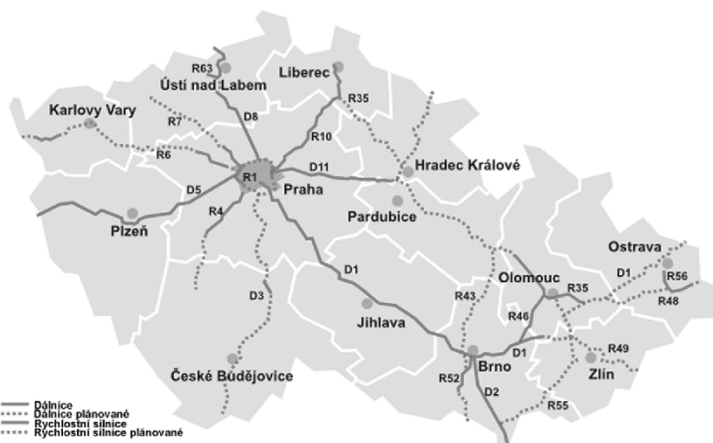 R63
Ústí nad Labem
Liberec
R35
Karlovy Vary
R7
D8
R10
R6
D11
Hradec Králové
R1
Praha
D5
R4
Pardubice
Plzeň
Ostrava
D1
R56
D1
Olomouc
R35
R48
D3
R43
R46
Jihlava
D1
R49
Brno
Zlín
České Budějovice
R52
D2
R55
Dálnice
Dálnice plánované
Rychlostní silnice
Rychlostní silnice plánované